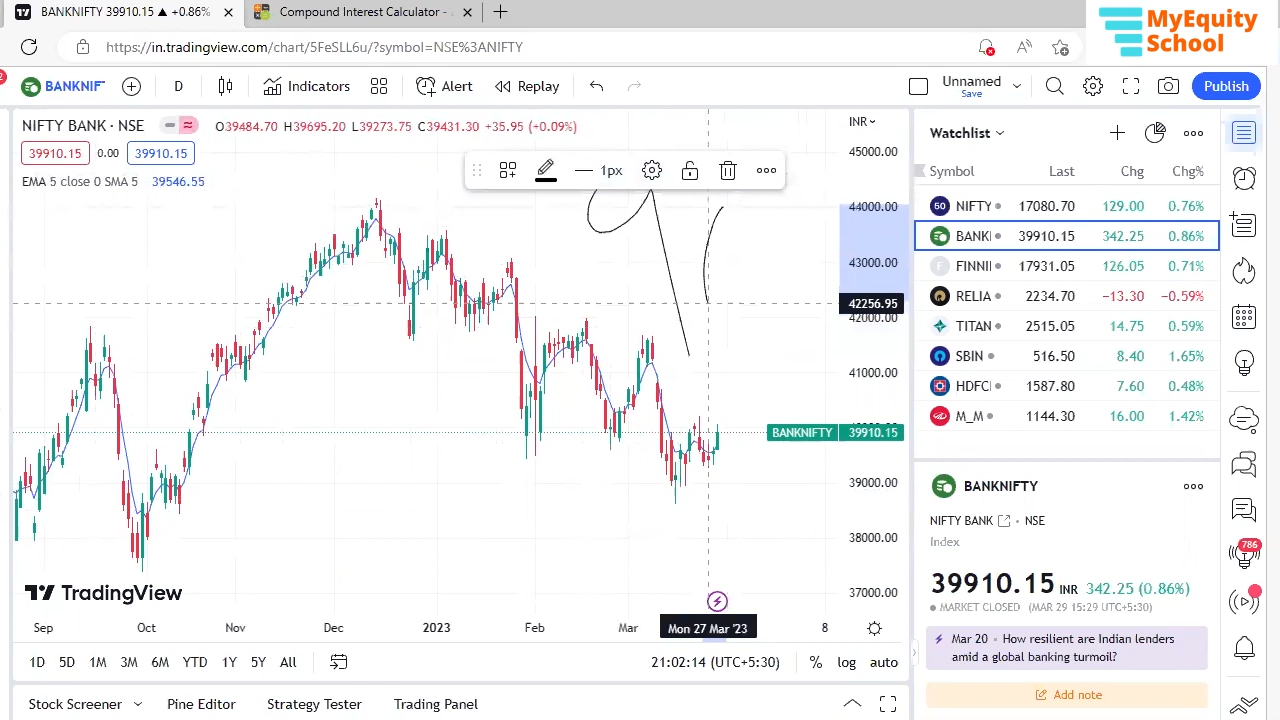 BANKNIFTY 39910.15 ▲ +0.86%
Compound Interest Calculator -
https://in.tradingview.com/chart/5FeSLL6u/?symbol=NSE%3ANIFTY
MyEquity
School
2
BANKNIF
D
Indicators
Alert
Replay
Unnamed
Save
Publish
NIFTY BANK · NSE
O39484.70 H39695.20 L39273.75 C39431.30 +35.95 (+0.09%)
INR
39910.15 0.00 39910.15
EMA 5 close 0 SMA 5 39546.55
1px
45000.00
44000.00
43000.00
42256.95
42000.00
41000.00
BANKNIFTY 39910.15
39000.00
38000.00
37000.00
TradingView
Sep Oct Nov Dec 2023 Feb Mar Mon 27 Mar '23 8
1D 5D 1M 3M 6M YTD 1Y 5Y All
21:02:14 (UTC+5:30) % log auto
Stock Screener Pine Editor Strategy Tester Trading Panel
Watchlist
Symbol Last Chg Chg%
50 NIFTY 17080.70 129.00 0.76%
BANKI 39910.15 342.25 0.86%
F FINNII 17931.05 126.05 0.71%
RELIA 2234.70 −13.30 −0.59%
TITAN 2515.05 14.75 0.59%
SBIN 516.50 8.40 1.65%
HDFCI 1587.80 7.60 0.48%
M_M 1144.30 16.00 1.42%
BANKNIFTY
NIFTY BANK · NSE
Index
39910.15 INR 342.25 (0.86%)
MARKET CLOSED (MAR 29 15:29 UTC+5:30)
Mar 20 · How resilient are Indian lenders
amid a global banking turmoil?
Add note
786